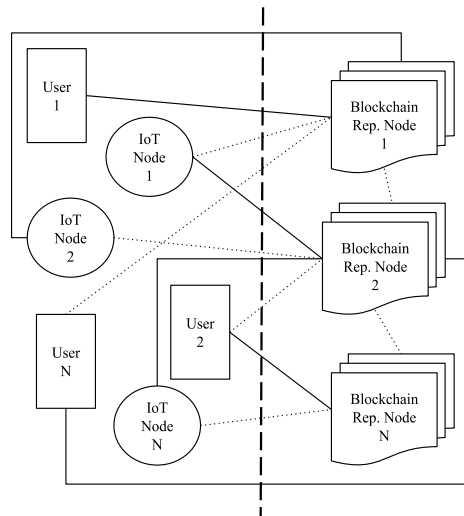 User
1
Blockchain
Rep. Node
1
IoT
Node
1
IoT
Node
2
Blockchain
Rep. Node
2
User
N
User
2
IoT
Node
N
Blockchain
Rep. Node
N